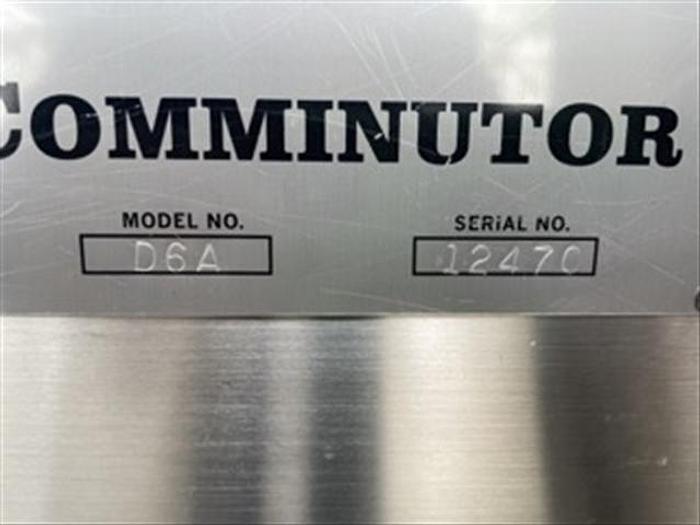 COMMINUTOR
MODEL NO. SERIAL NO.
D6A 12470